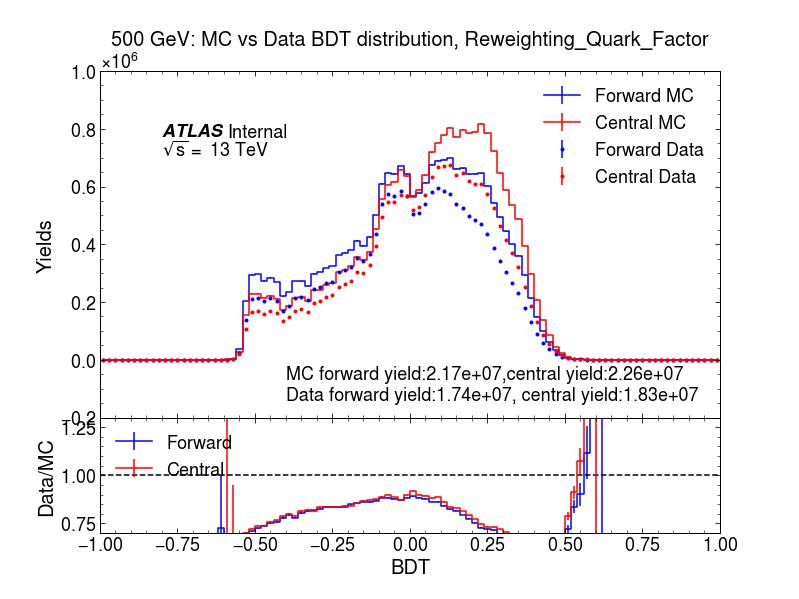 500 GeV: MC vs Data BDT distribution, Reweighting_Quark_Factor
×10⁶
1.0
0.8
0.6
0.4
0.2
0.0
0.2
Yields
ATLAS Internal
√s = 13 TeV
Forward MC
Central MC
Forward Data
Central Data
MC forward yield:2.17e+07,central yield:2.26e+07
Data forward yield:1.74e+07, central yield:1.83e+07
1.25
1.00
0.75
Data/MC
Forward
Central
−1.00 −0.75 −0.50 −0.25 0.00 0.25 0.50 0.75 1.00
BDT